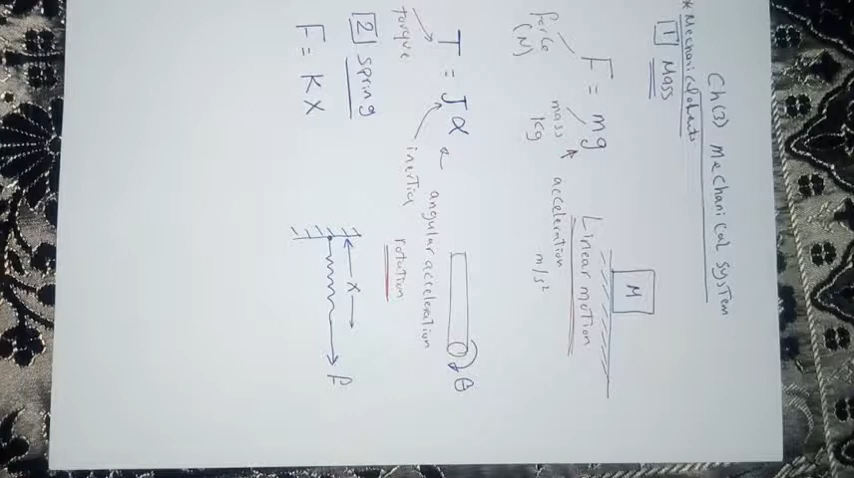 Ch(3) Mechanical system
* Mechanical
1 Mass
F = mg
force
(N)
mass
kg
acceleration
m/s²
Linear motion
M
T = Jα
torque
inertia
angular acceleration
rotation
θ
2 spring
F = KX
X
F